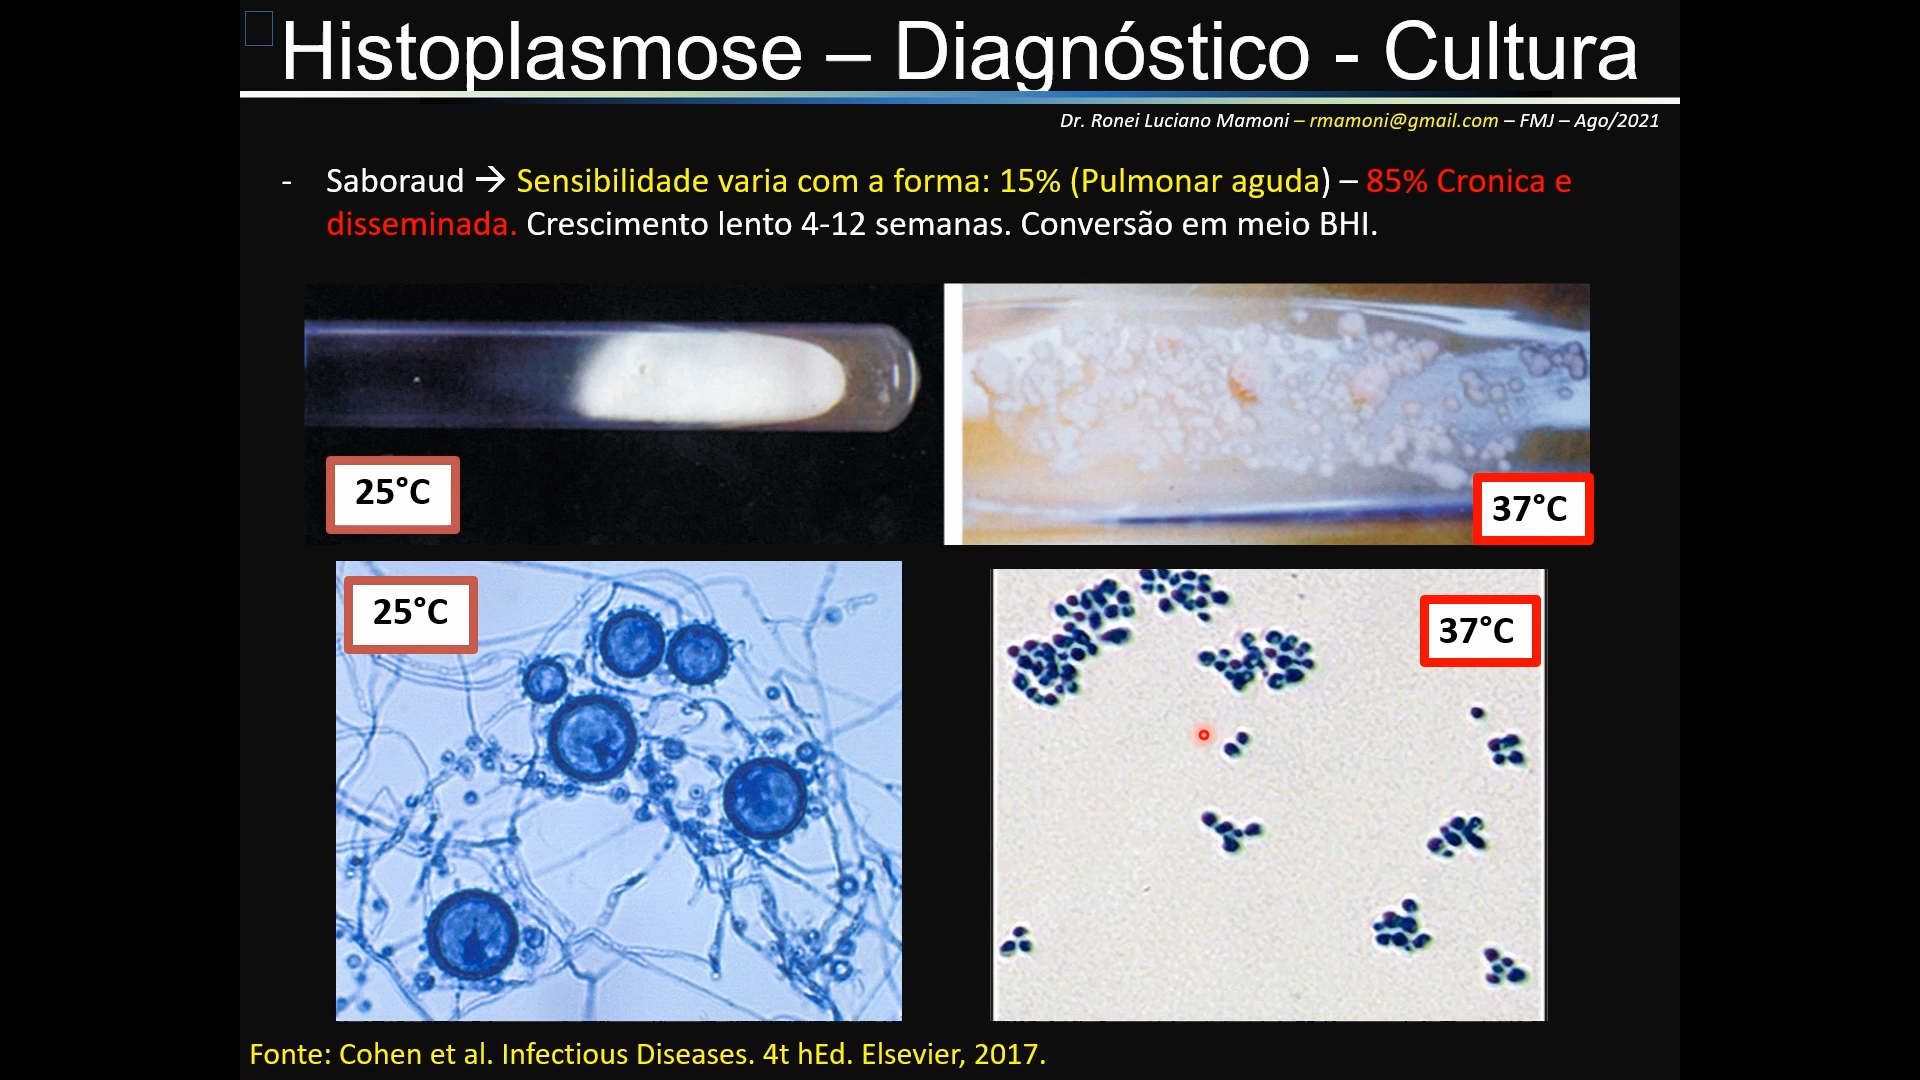 Histoplasmose – Diagnóstico - Cultura
Dr. Ronei Luciano Mamoni – rmamoni@gmail.com – FMJ – Ago/2021
- Saboraud → Sensibilidade varia com a forma: 15% (Pulmonar aguda) – 85% Cronica e
disseminada. Crescimento lento 4-12 semanas. Conversão em meio BHI.
25°C
37°C
25°C
37°C
Fonte: Cohen et al. Infectious Diseases. 4t hEd. Elsevier, 2017.